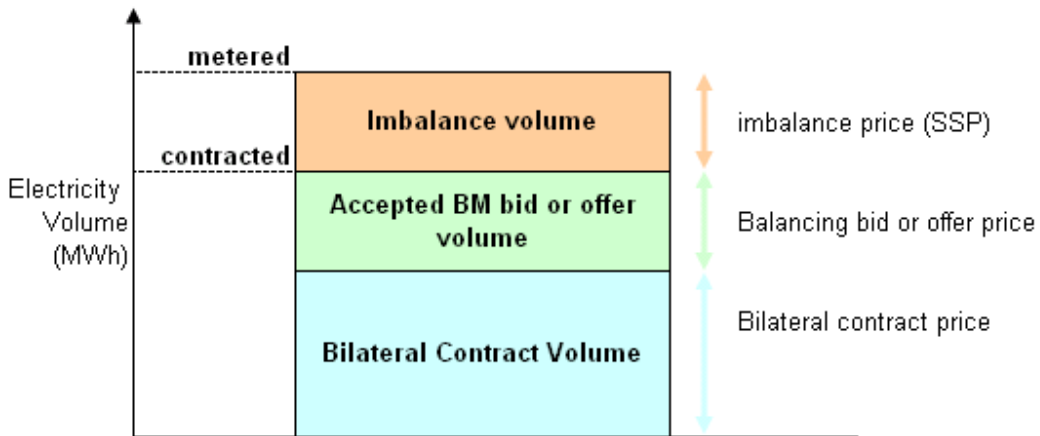 metered
Imbalance volume
imbalance price (SSP)
contracted
Electricity
Volume
(MWh)
Accepted BM bid or offer
volume
Balancing bid or offer price
Bilateral Contract Volume
Bilateral contract price